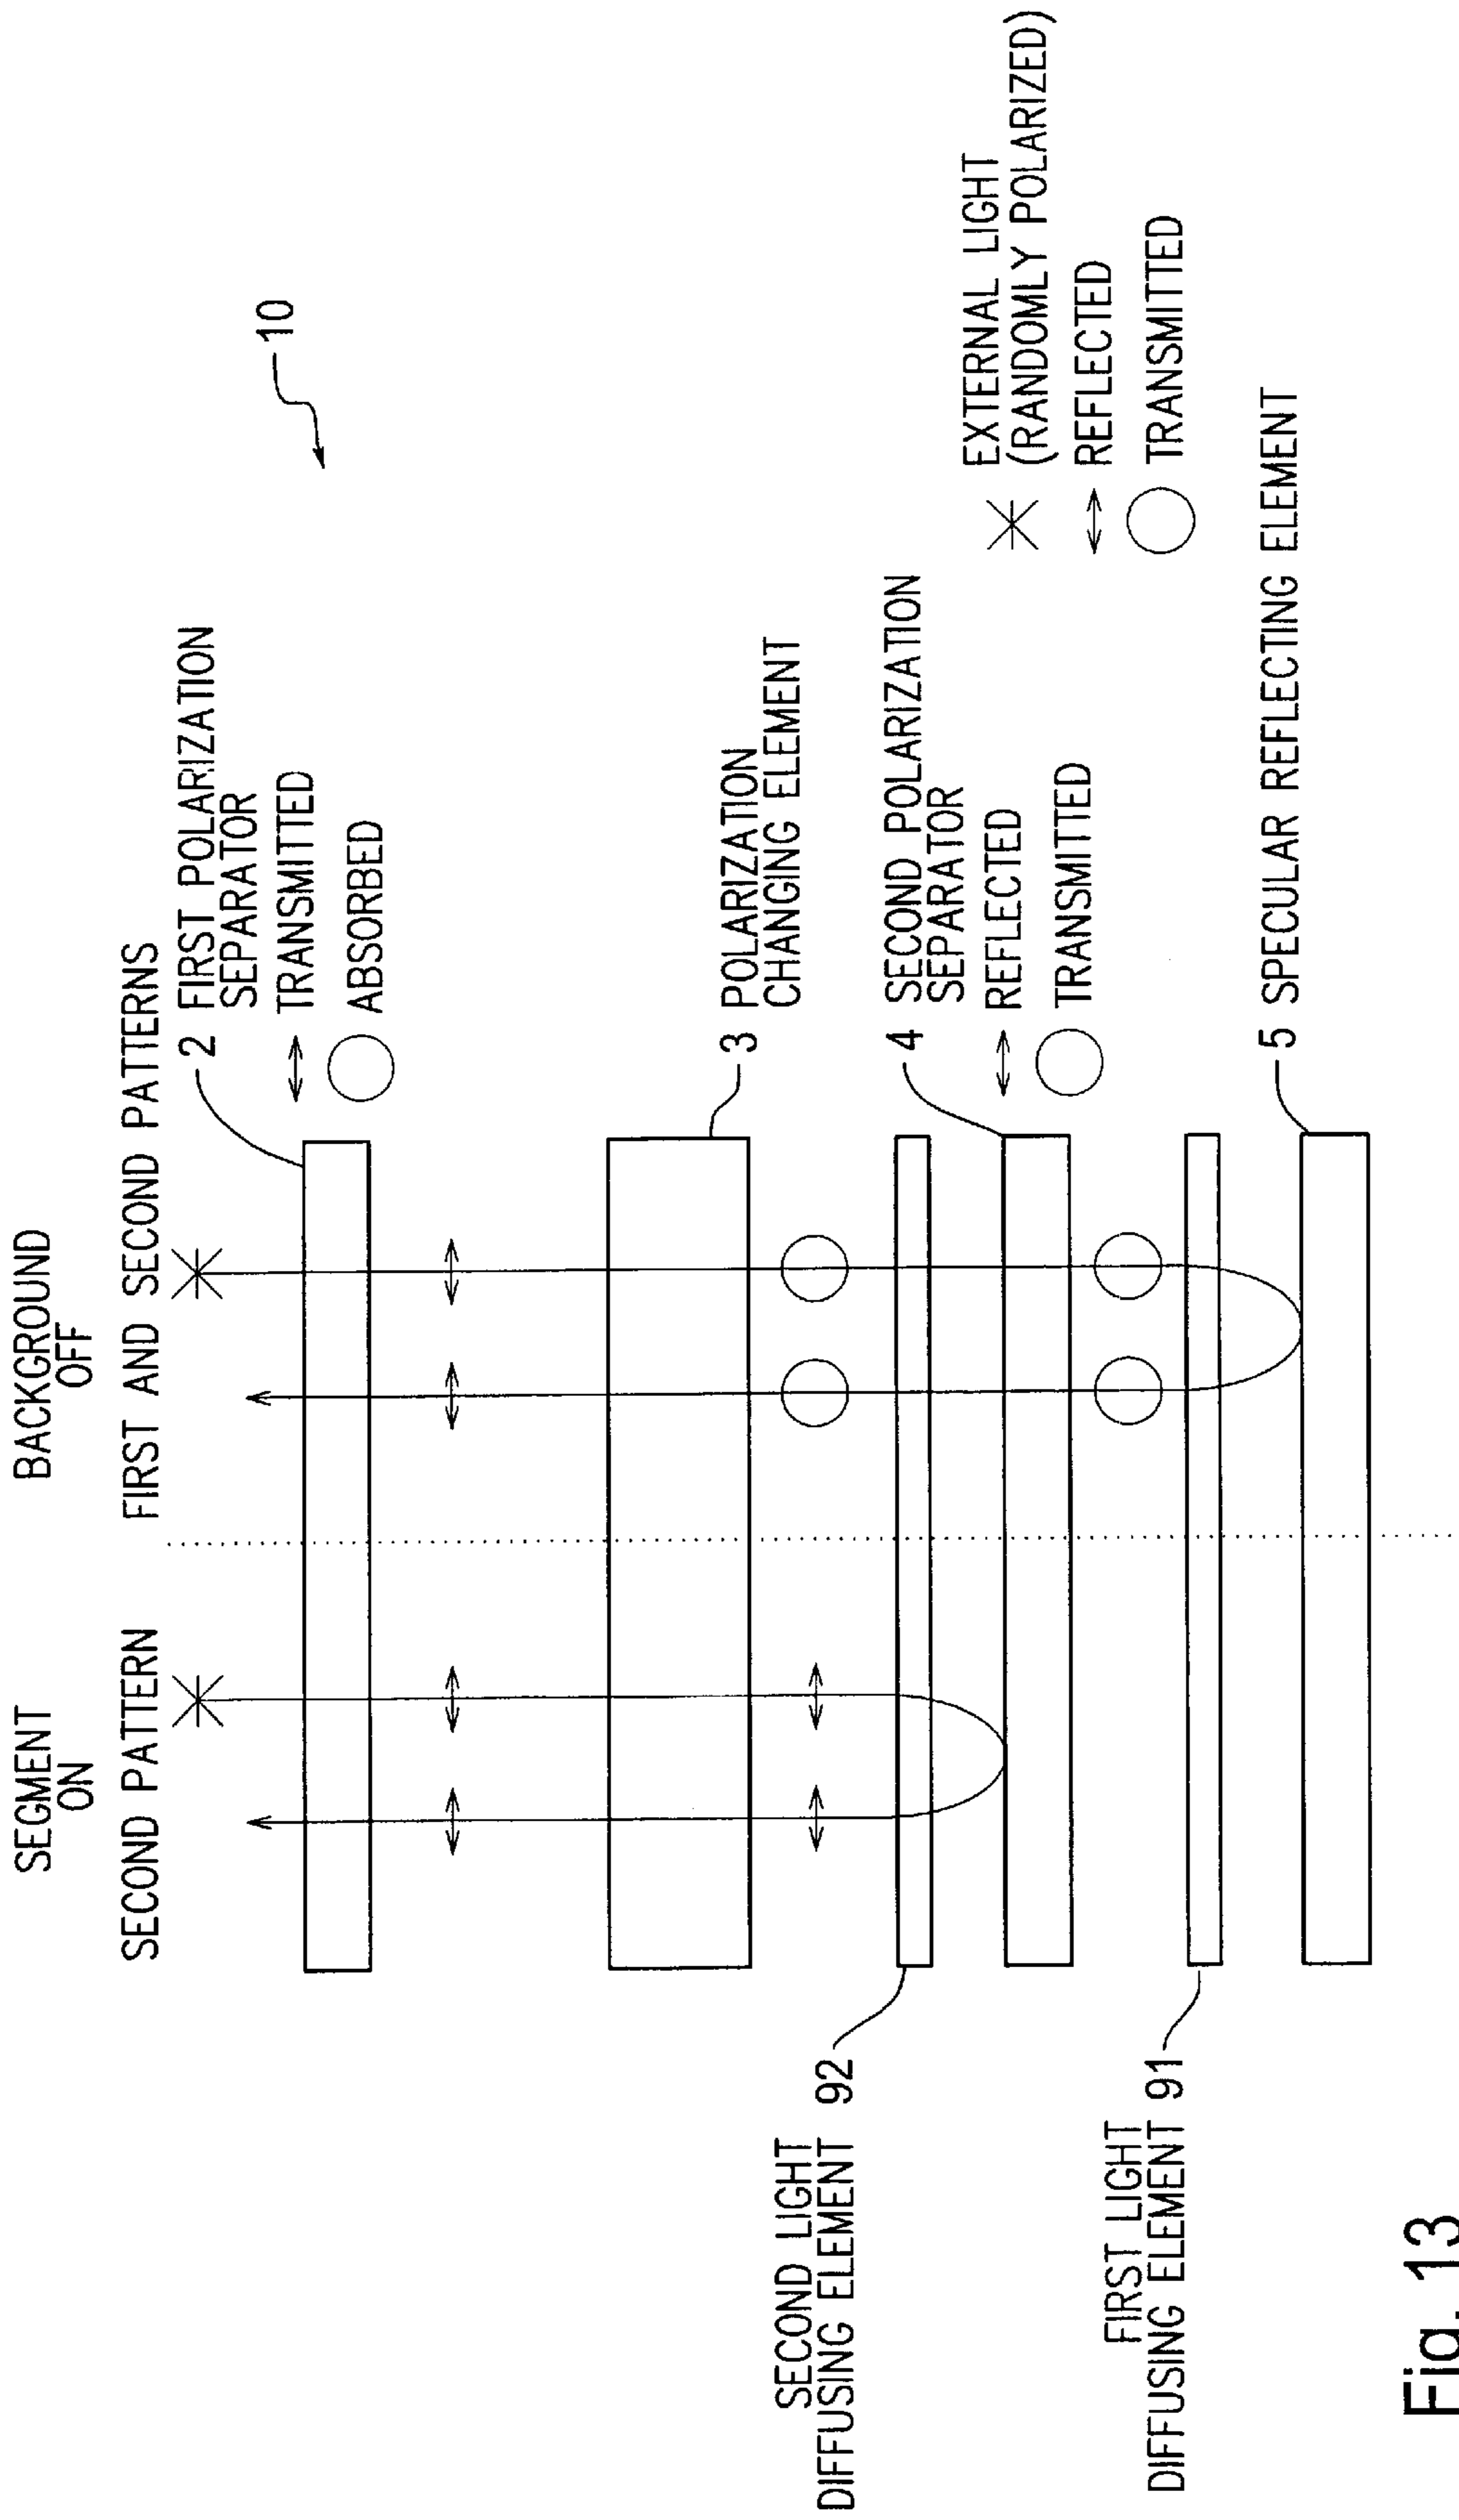 SEGMENT
ON
BACKGROUND
OFF
SECOND PATTERN
FIRST AND SECOND PATTERNS
10
2 FIRST POLARIZATION
SEPARATOR
TRANSMITTED
ABSORBED
3 POLARIZATION
CHANGING ELEMENT
SECOND LIGHT
DIFFUSING ELEMENT 92
4 SECOND POLARIZATION
SEPARATOR
REFLECTED
TRANSMITTED
EXTERNAL LIGHT
(RANDOMLY POLARIZED)
REFLECTED
TRANSMITTED
FIRST LIGHT
DIFFUSING ELEMENT 91
5 SPECULAR REFLECTING ELEMENT
Fig. 13